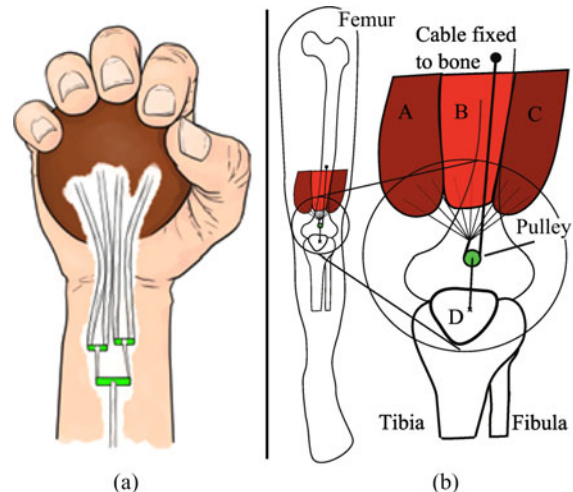 Femur
Cable fixed
to bone
A
B
C
Pulley
D
Tibia
Fibula
(a)
(b)